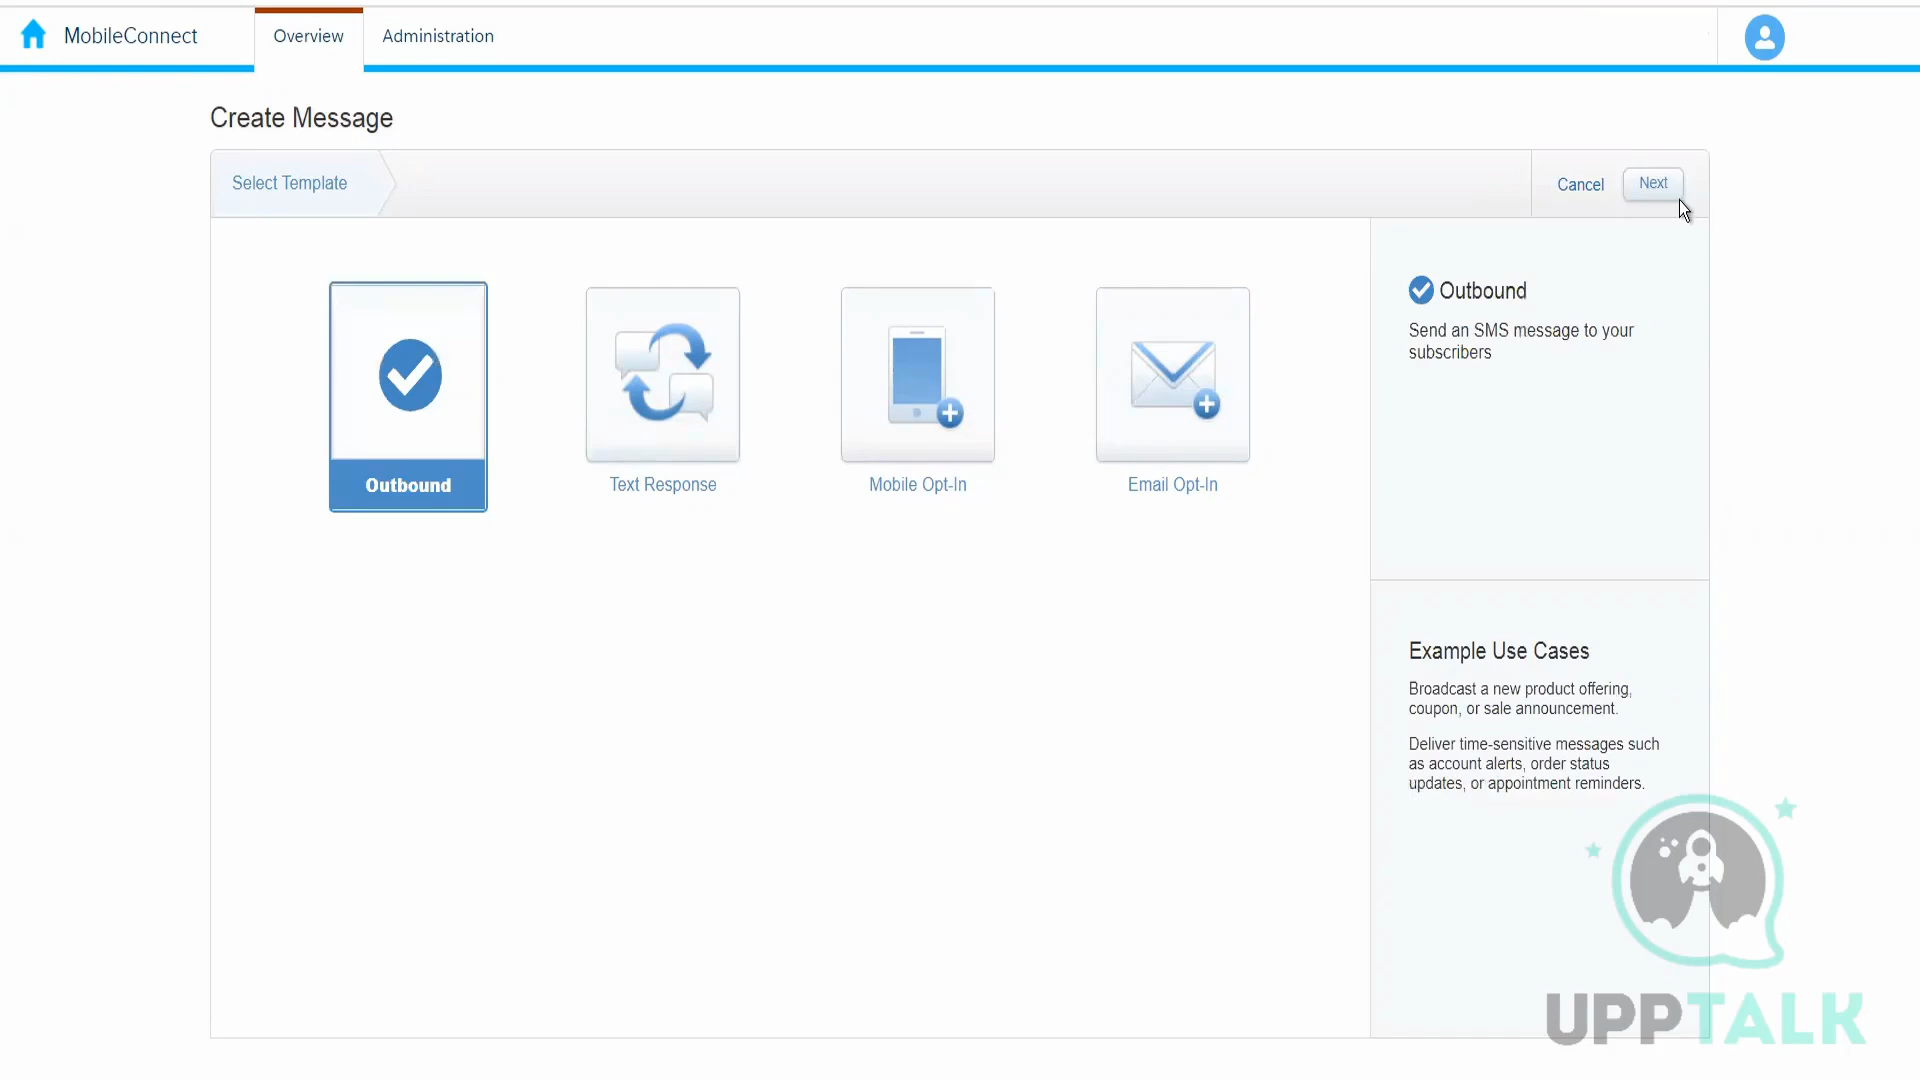 MobileConnect
Overview
Administration
Create Message
Select Template
Cancel
Next
Outbound
Text Response
Mobile Opt-In
Email Opt-In
Outbound
Send an SMS message to your
subscribers
Example Use Cases
Broadcast a new product offering,
coupon, or sale announcement.
Deliver time-sensitive messages such
as account alerts, order status
updates, or appointment reminders.
UPPTALK